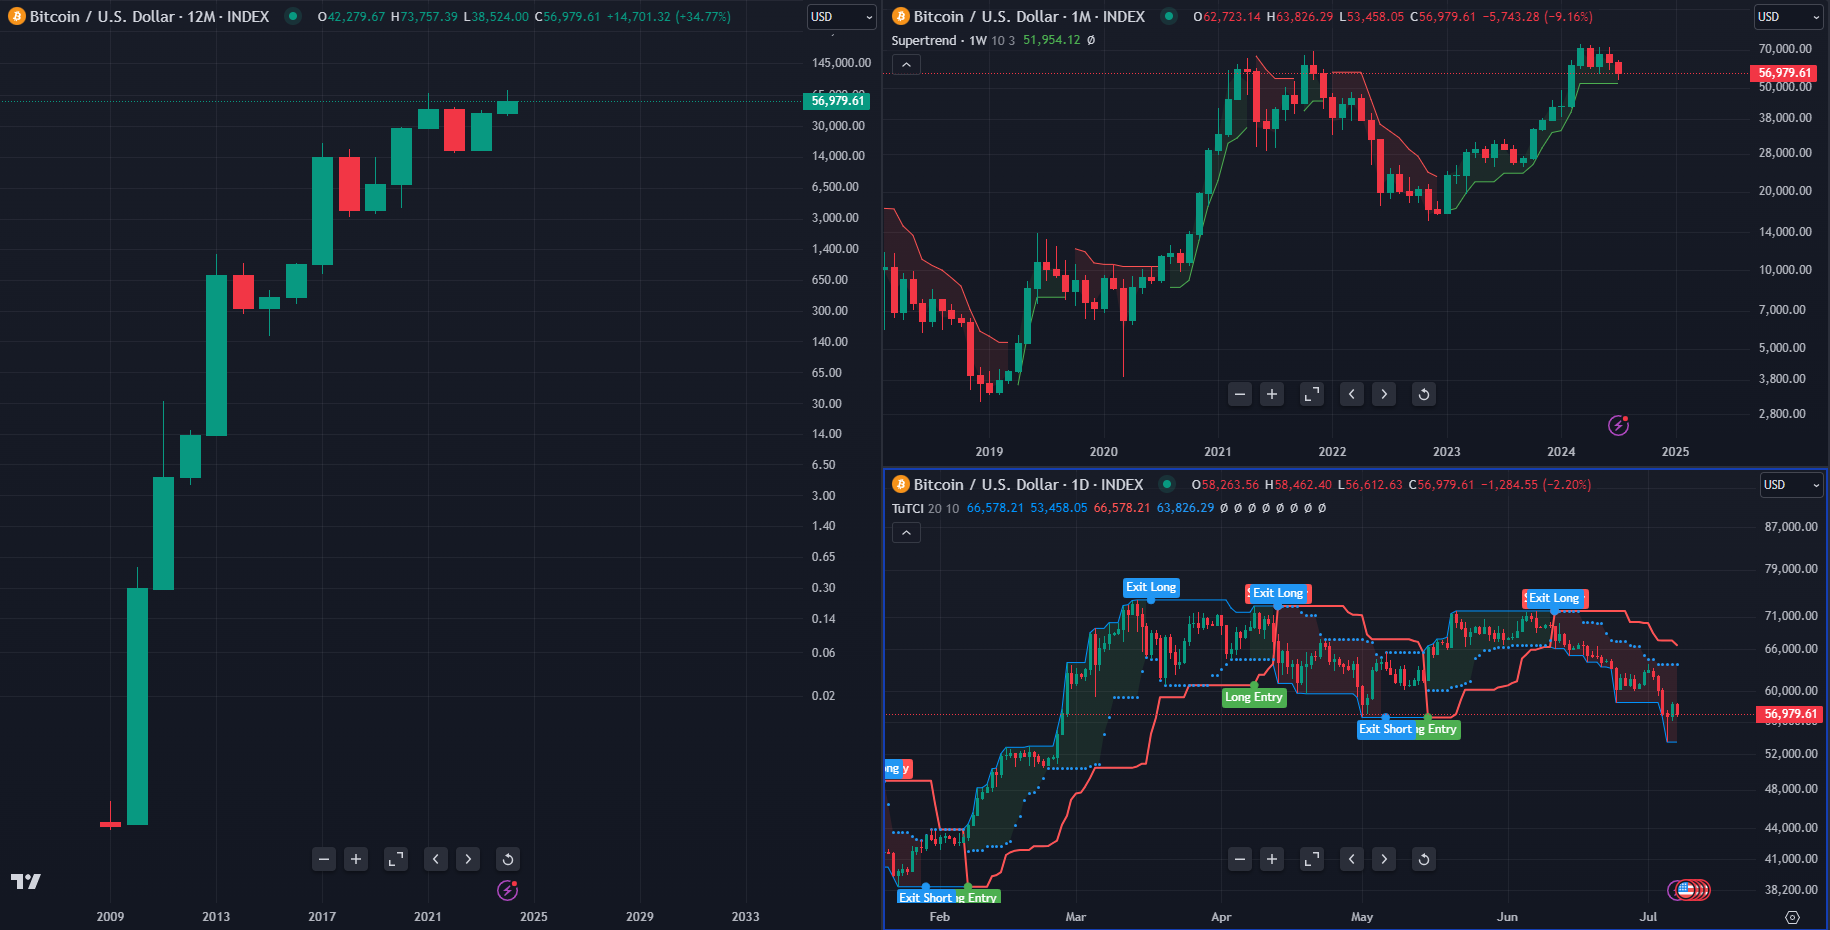 Bitcoin / U.S. Dollar · 12M · INDEX O42,279.67 H73,757.39 L38,524.00 C56,979.61 +14,701.32 (+34.77%)
USD
145,000.00
56,979.61
30,000.00
14,000.00
6,500.00
3,000.00
1,400.00
650.00
300.00
140.00
65.00
30.00
14.00
6.50
3.00
1.40
0.65
0.30
0.14
0.06
0.02
2009 2013 2017 2021 2025 2029 2033
Bitcoin / U.S. Dollar · 1M · INDEX O62,723.14 H63,826.29 L53,458.05 C56,979.61 −5,743.28 (−9.16%)
USD
Supertrend · 1W 10 3 51,954.12 Ø
70,000.00
56,979.61
50,000.00
38,000.00
28,000.00
20,000.00
14,000.00
10,000.00
7,000.00
5,000.00
3,800.00
2,800.00
2019 2020 2021 2022 2023 2024 2025
Bitcoin / U.S. Dollar · 1D · INDEX O58,263.56 H58,462.40 L56,612.63 C56,979.61 −1,284.55 (−2.20%)
USD
TuTCI 20 10 66,578.21 53,458.05 66,578.21 63,826.29 Ø Ø Ø Ø Ø Ø Ø Ø
87,000.00
79,000.00
Exit Long
Exit Long
Exit Long
71,000.00
66,000.00
60,000.00
Long Entry
56,979.61
Exit Short g Entry
52,000.00
ng y
48,000.00
44,000.00
41,000.00
38,200.00
Exit Short g Entry
Feb Mar Apr May Jun Jul